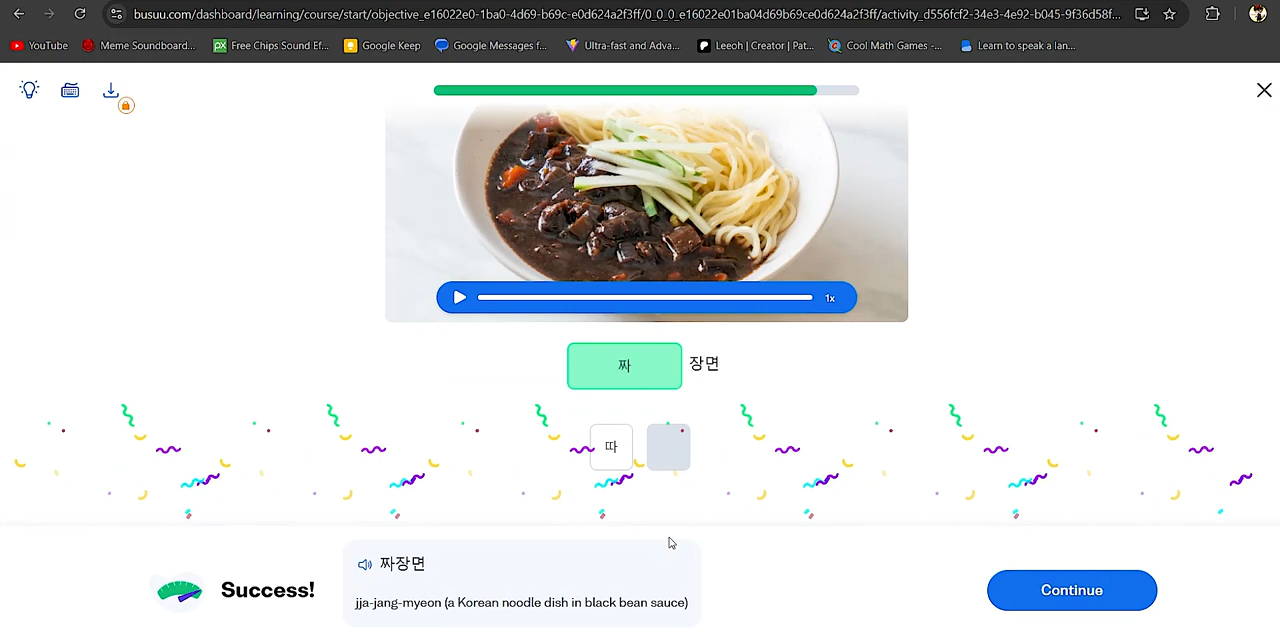 busuu.com/dashboard/learning/course/start/objective_e16022e0-1ba0-4d69-b69c-e0d624a2f3ff/0_0_0_e16022e01ba04d69b69ce0d624a2f3ff/activity_d556fcf2-34e3-4e92-b045-9f36d58f...
YouTube Meme Soundboard... Free Chips Sound Ef... Google Keep Google Messages f... Ultra-fast and Adva... Leeoh | Creator | Pat... Cool Math Games -... Learn to speak a lan...
1x
짜 장면
따
Success!
짜장면
jja-jang-myeon (a Korean noodle dish in black bean sauce)
Continue